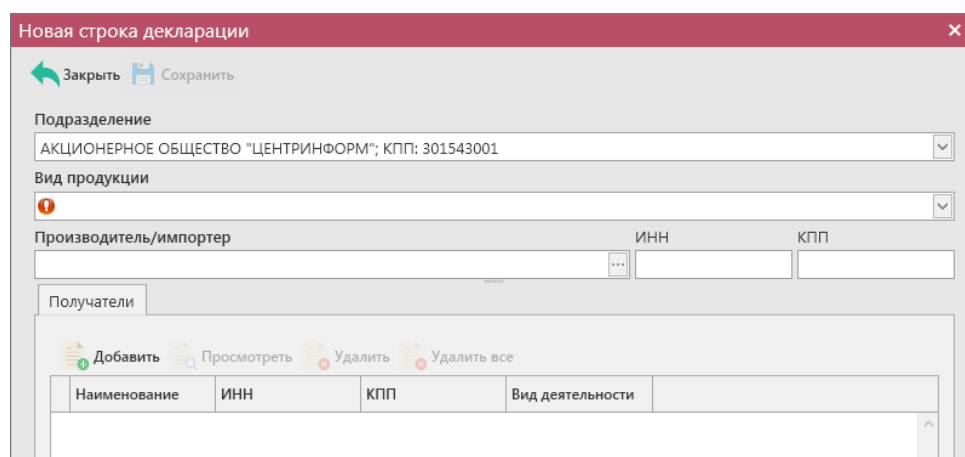 Новая строка декларации
Закрыть Сохранить
Подразделение
АКЦИОНЕРНОЕ ОБЩЕСТВО "ЦЕНТРИНФОРМ"; КПП: 301543001
Вид продукции
Производитель/импортер ИНН КПП
Получатели
Добавить Просмотреть Удалить Удалить все
Наименование ИНН КПП Вид деятельности